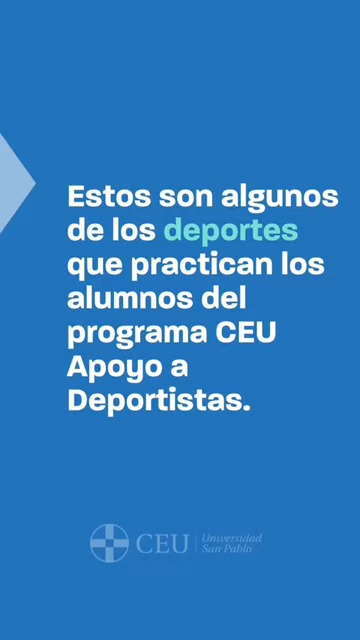 Estos son algunos
de los deportes
que practican los
alumnos del
programa CEU
Apoyo a
Deportistas.
CEU
Universidad
San Pablo